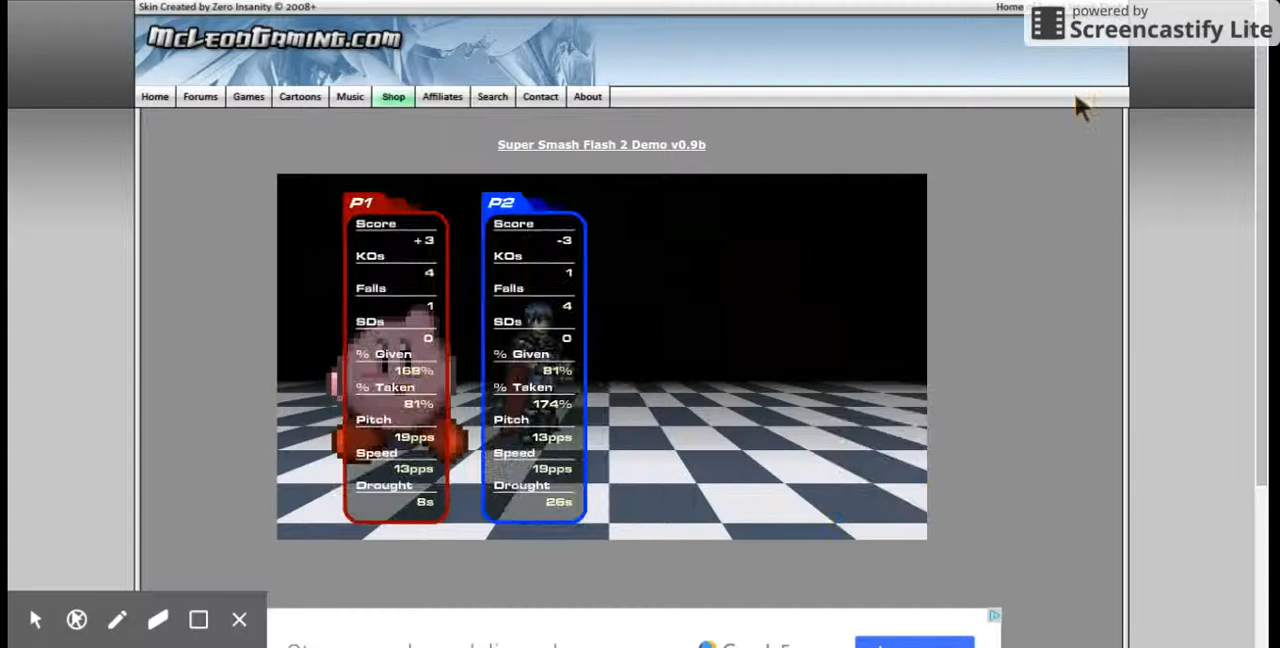 Skin Created by Zero Insanity © 2008+
Home
powered by
Screencastify Lite
McLeodGaming.com
Home Forums Games Cartoons Music Shop Affiliates Search Contact About
Super Smash Flash 2 Demo v0.9b
P1
Score
+3
KOs
4
Falls
1
SDs
0
% Given
168%
% Taken
81%
Pitch
19pps
Speed
13pps
Drought
8s
P2
Score
-3
KOs
1
Falls
4
SDs
0
% Given
81%
% Taken
174%
Pitch
13pps
Speed
19pps
Drought
26s